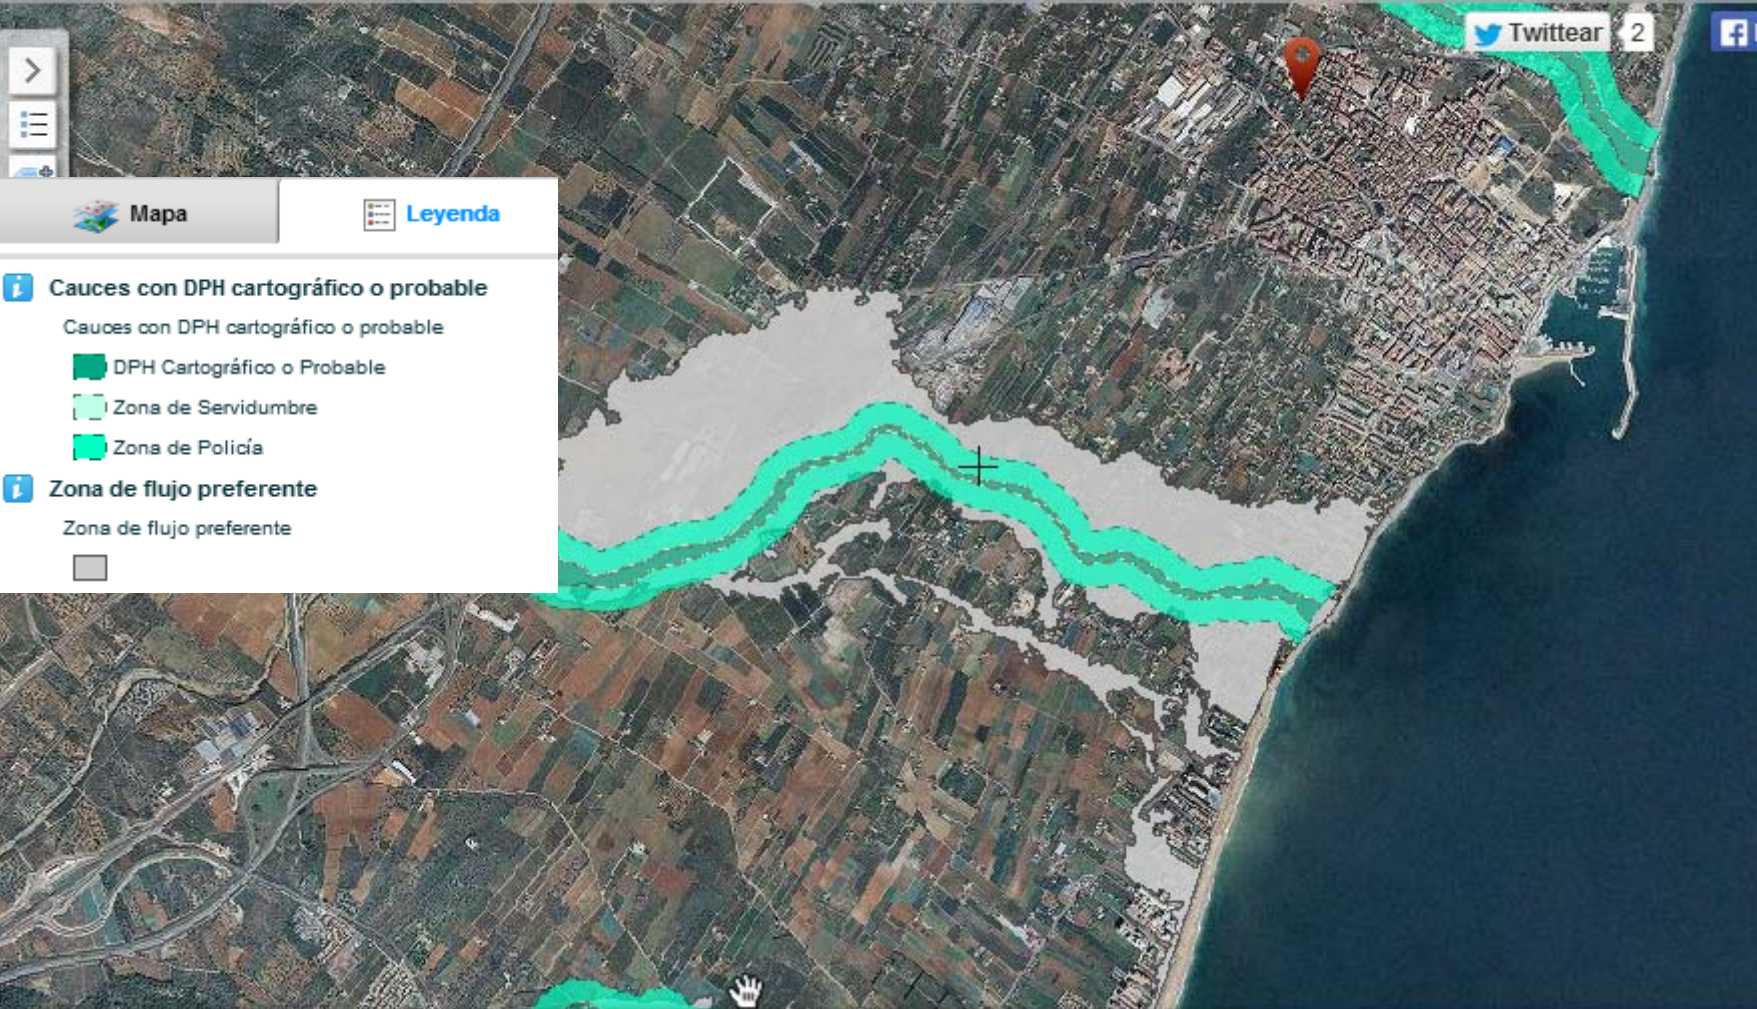 Twittear
2
Mapa
Leyenda
Cauces con DPH cartográfico o probable
Cauces con DPH cartográfico o probable
DPH Cartográfico o Probable
Zona de Servidumbre
Zona de Policía
Zona de flujo preferente
Zona de flujo preferente